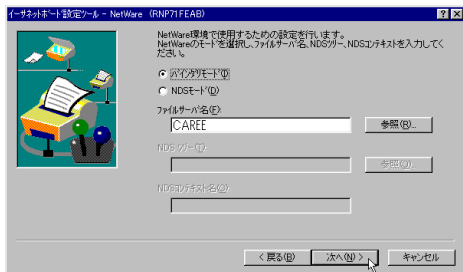 イーサネットボード設定ツール - NetWare （RNP71FEAB）
NetWare環境で使用するための設定を行います。
NetWareのモードを選択し、ファイルサーバ名、NDSツリー、NDSコンテキストを入力してください。
バインダリモード(I)
NDSモード(D)
ファイルサーバ名(F):
CAREE
参照(R)...
NDS ツリー(T):
参照(O)...
NDSコンテキスト名(C):
< 戻る(B)
次へ(N) >
キャンセル